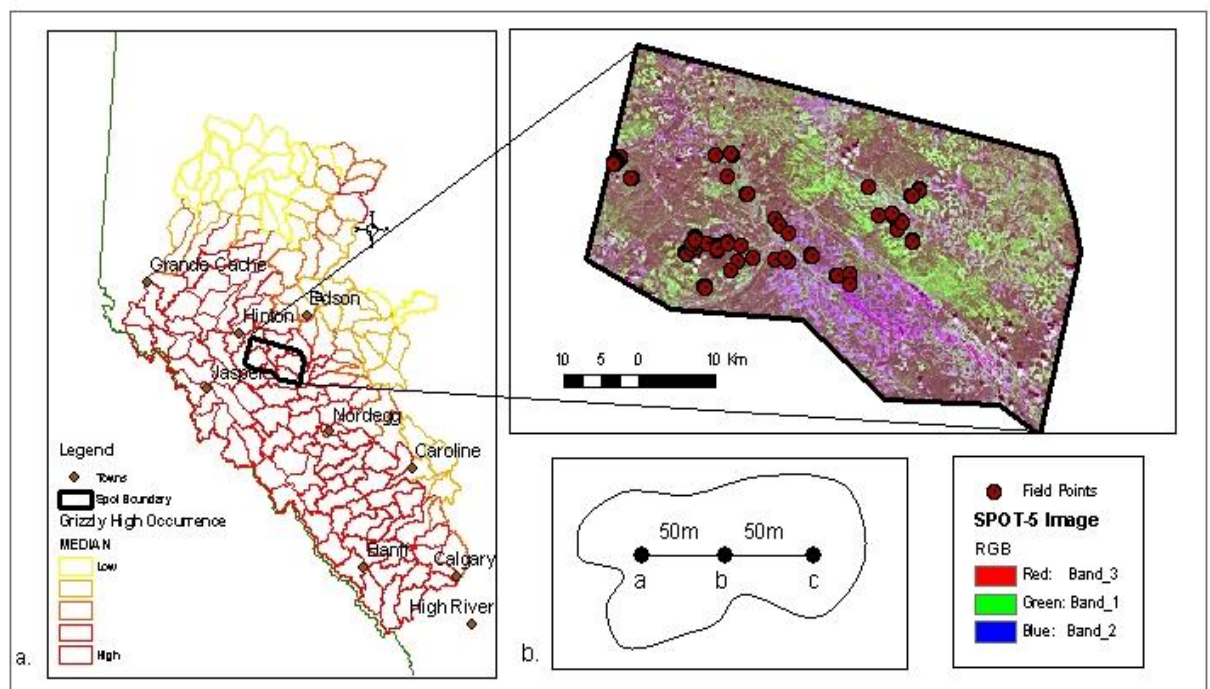 Grande Cache
Edson
Hinton
Jasper
Nordegg
Caroline
Banff
Calgary
High River
Legend
Towns
Spot Boundary
Grizzly High Occurrence
MEDIAN
Low
High
a.
10 5 0 10 Km
50m 50m
a b c
b.
Field Points
SPOT-5 Image
RGB
Red: Band_3
Green: Band_1
Blue: Band_2